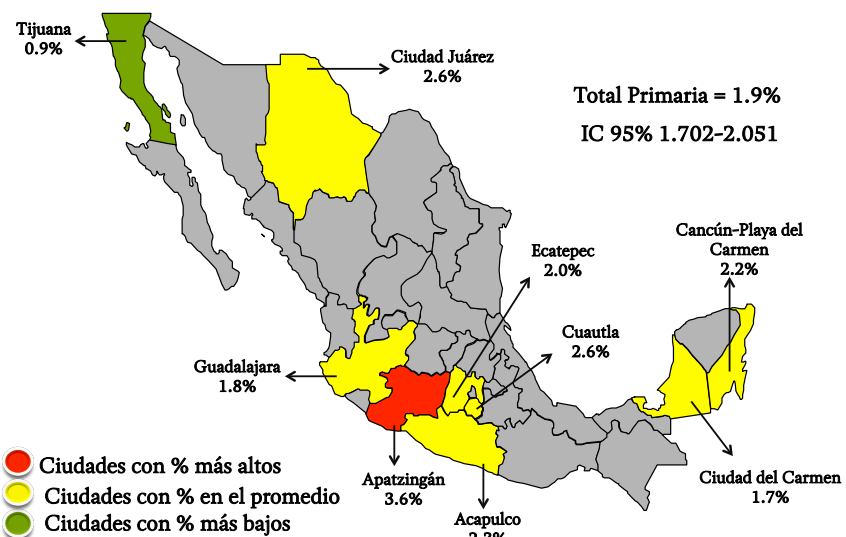 Tijuana
0.9%
Ciudad Juárez
2.6%
Total Primaria = 1.9%
IC 95% 1.702-2.051
Cancún-Playa del
Carmen
2.2%
Ecatepec
2.0%
Cuautla
2.6%
Guadalajara
1.8%
Ciudades con % más altos
Ciudades con % en el promedio
Ciudades con % más bajos
Apatzingán
3.6%
Acapulco
Ciudad del Carmen
1.7%